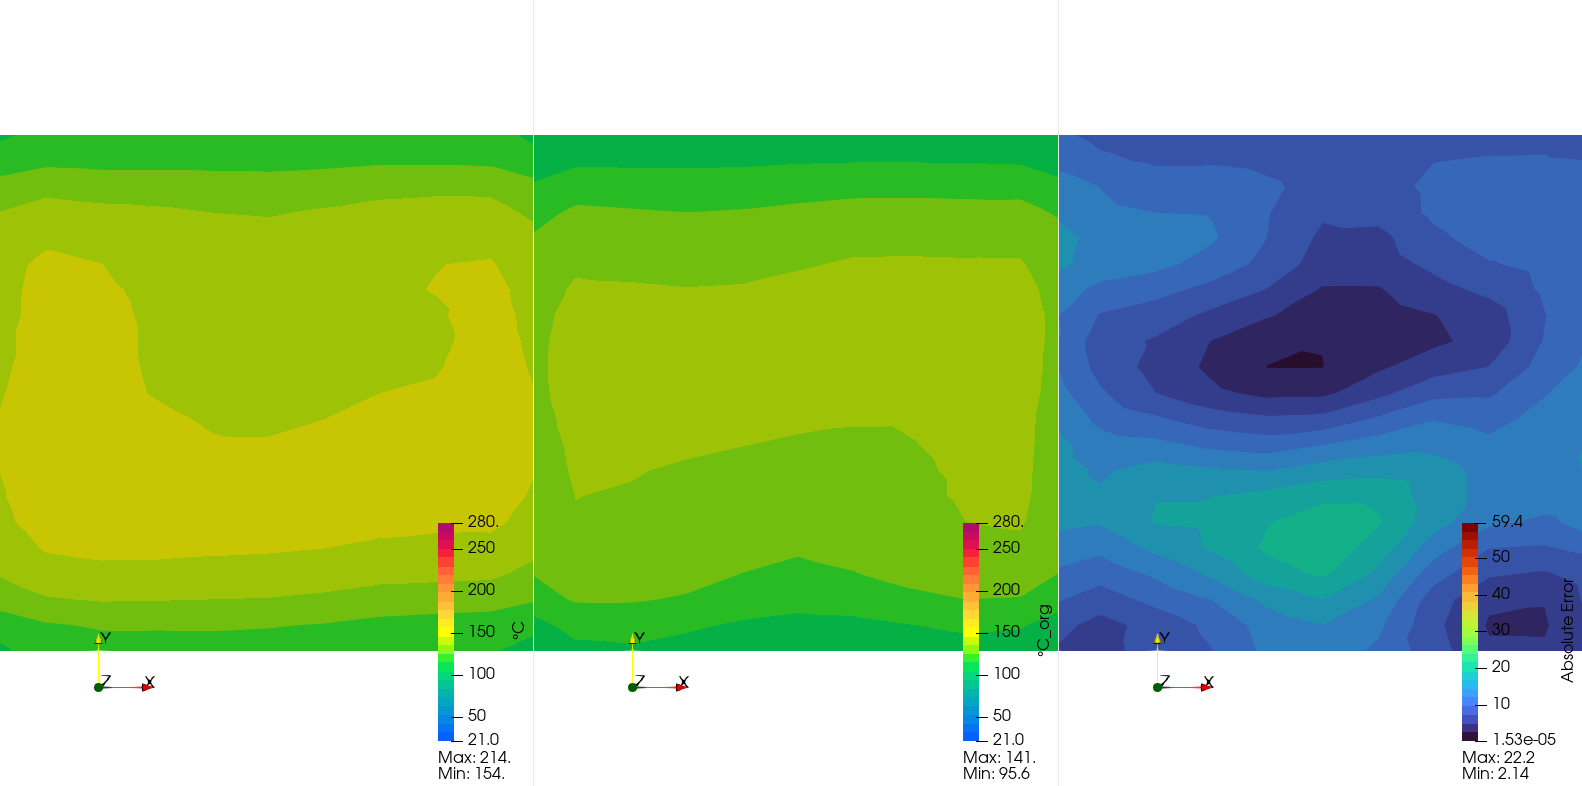 280.
250
200
150
100
50
21.0
°C
Max: 214.
Min: 154.
Y
Z
X
280.
250
200
150
100
50
21.0
°C_org
Max: 141.
Min: 95.6
Y
Z
X
59.4
50
40
30
20
10
1.53e-05
Absolute Error
Max: 22.2
Min: 2.14
Y
Z
X